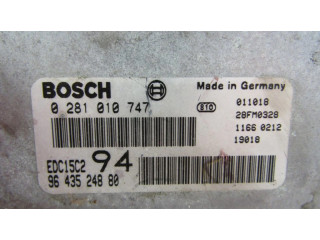 BOSCH
Made in Germany
0 281 010 747
610
011018
28FM0328
1166 0212
19018
EDC15C2
94
96 435 248 80